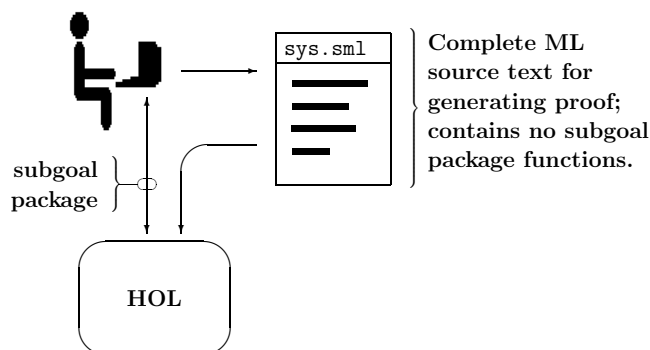 sys.sml
Complete ML
source text for
generating proof;
contains no subgoal
package functions.
subgoal
package
HOL